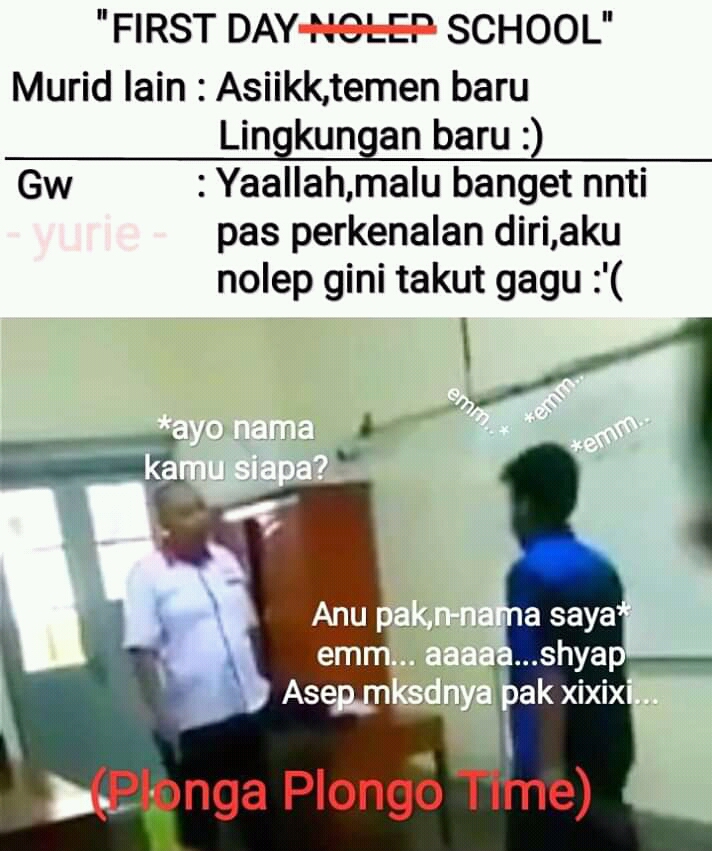 "FIRST DAY NOLEP SCHOOL"
Murid lain : Asiikk,temen baru
Lingkungan baru :)
Gw : Yaallah,malu banget nnti
- yurie - pas perkenalan diri,aku
nolep gini takut gagu :'(
emm.. *
*emm..
*emm..
*ayo nama
kamu siapa?
Anu pak,n-nama saya*
emm... aaaaa...shyap
Asep mksdnya pak xixixi...
(Plonga Plongo Time)